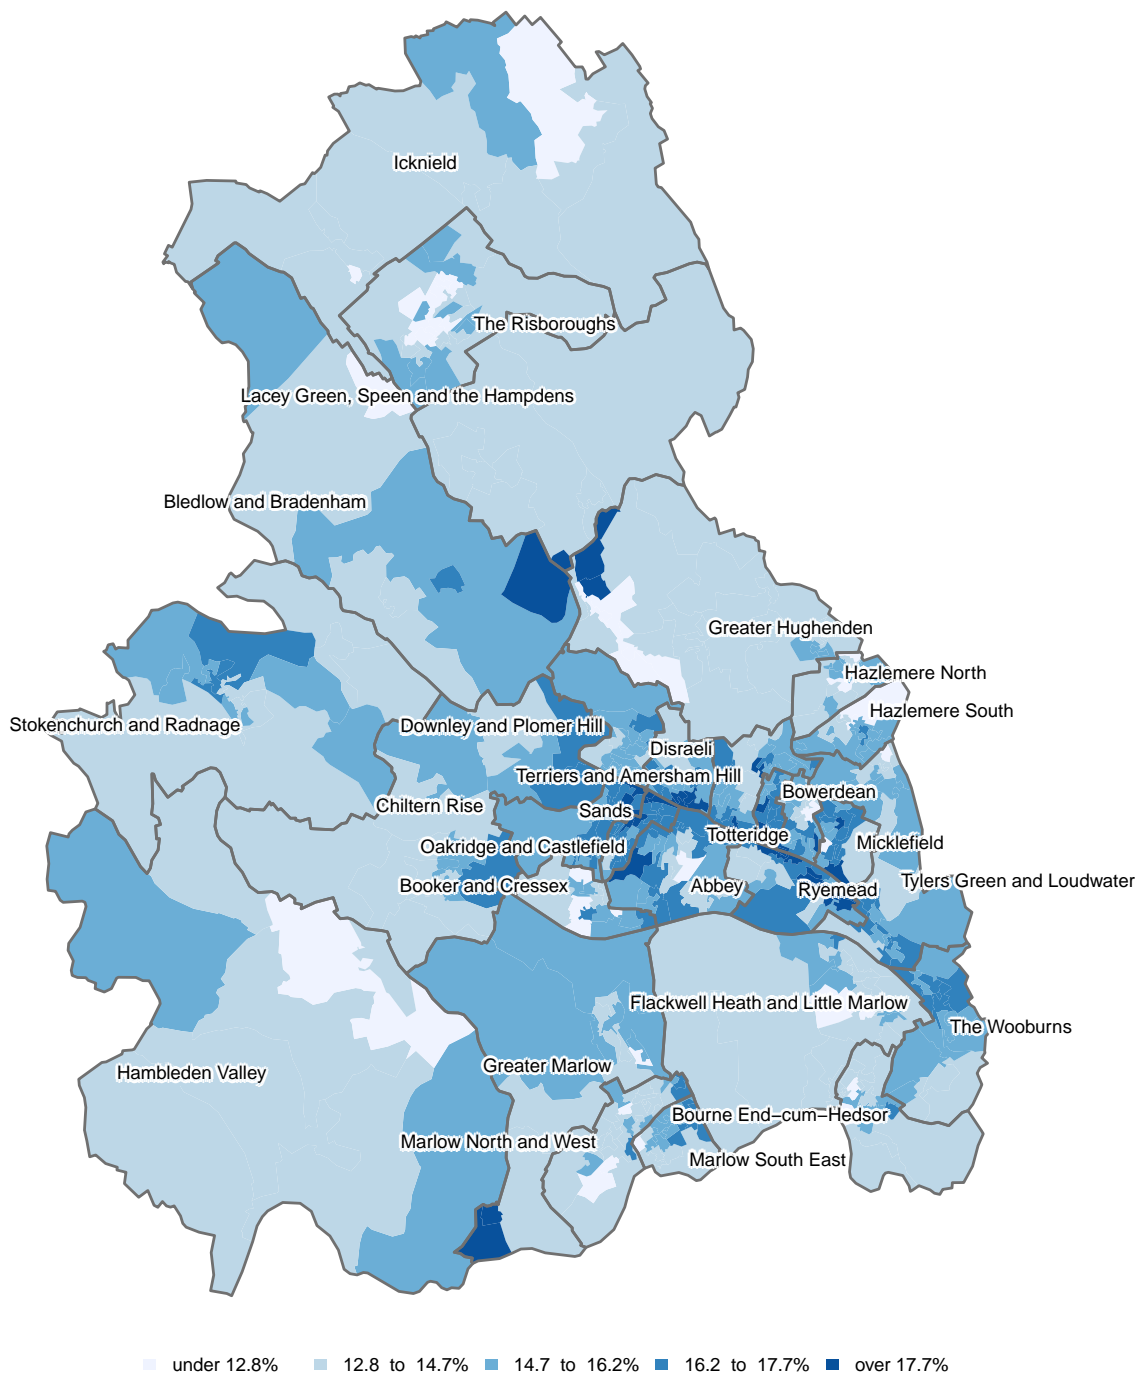 Icknield
The Risboroughs
Lacey Green, Speen and the Hampdens
Bledlow and Bradenham
Greater Hughenden
Hazlemere North
Hazlemere South
Stokenchurch and Radnage
Downley and Plomer Hill
Disraeli
Terriers and Amersham Hill
Bowerdean
Chiltern Rise
Sands
Totteridge
Micklefield
Oakridge and Castlefield
Booker and Cressex
Abbey
Ryemead
Tylers Green and Loudwater
Flackwell Heath and Little Marlow
The Wooburns
Greater Marlow
Hambleden Valley
Bourne End−cum−Hedsor
Marlow North and West
Marlow South East
under 12.8% 12.8 to 14.7% 14.7 to 16.2% 16.2 to 17.7% over 17.7%